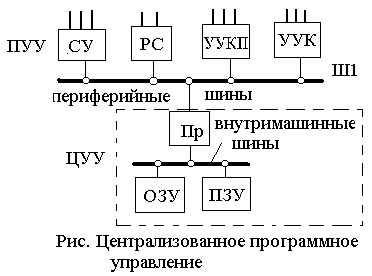 ПУУ СУ РС УУКП УУК
Ш1
периферийные шины
Пр внутримашинные
шины
ЦУУ
ОЗУ ПЗУ
Рис. Централизованное программное
управление